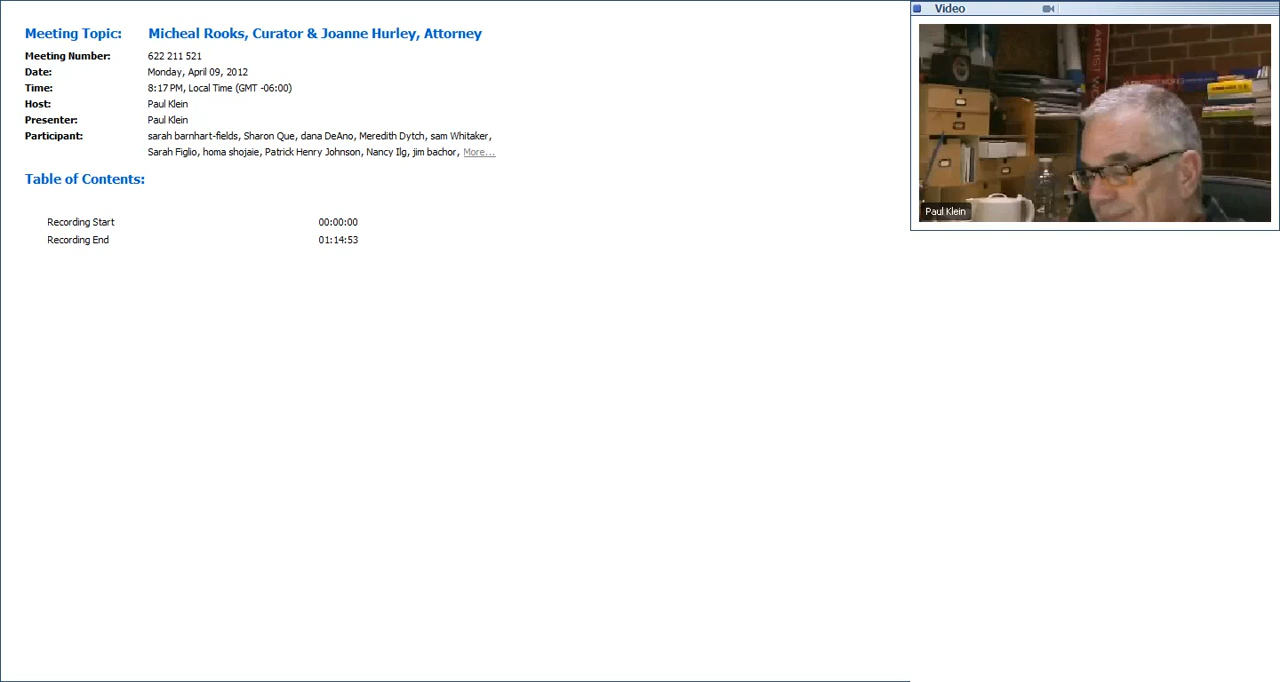 Meeting Topic: Micheal Rooks, Curator & Joanne Hurley, Attorney
Meeting Number: 622 211 521
Date: Monday, April 09, 2012
Time: 8:17 PM, Local Time (GMT -06:00)
Host: Paul Klein
Presenter: Paul Klein
Participant: sarah barnhart-fields, Sharon Que, dana DeAno, Meredith Dytch, sam Whitaker,
Sarah Figlio, homa shojaie, Patrick Henry Johnson, Nancy Ilg, jim bachor, More...
Table of Contents:
Recording Start 00:00:00
Recording End 01:14:53
Video
ARTIST
Paul Klein